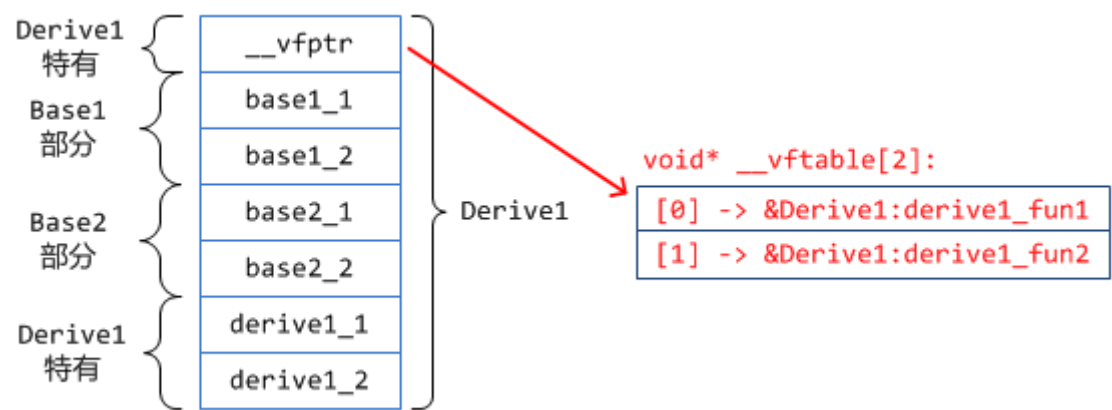 Derive1
特有
Base1
部分
Base2
部分
Derive1
特有
__vfptr
base1_1
base1_2
base2_1
base2_2
derive1_1
derive1_2
Derive1
void* __vftable[2]:
[0] -> &Derive1:derive1_fun1
[1] -> &Derive1:derive1_fun2